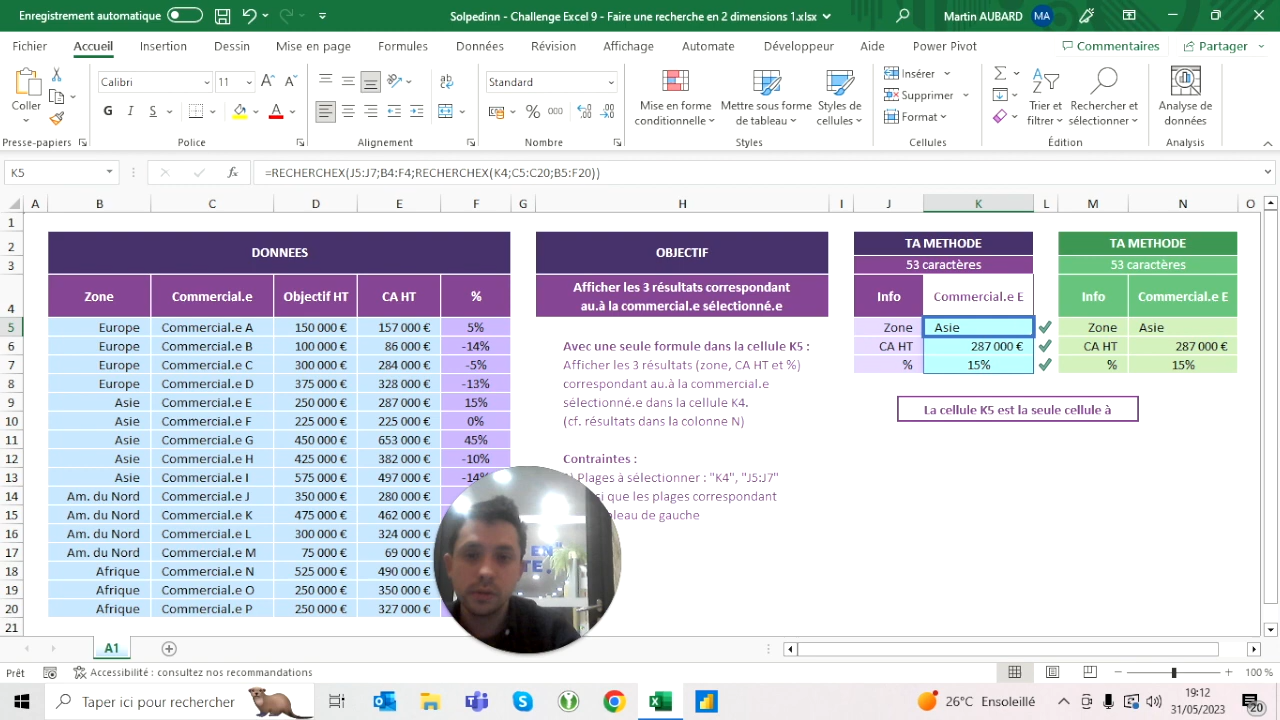 Enregistrement automatique
Solpedinn - Challenge Excel 9 - Faire une recherche en 2 dimensions 1.xlsx
Martin AUBARD
MA
Fichier Accueil Insertion Dessin Mise en page Formules Données Révision Affichage Automate Développeur Aide Power Pivot
Commentaires Partager
Coller
Calibri 11
G I S
Standard
% 000
Mise en forme conditionnelle
Mettre sous forme de tableau
Styles de cellules
Insérer
Supprimer
Format
Trier et filtrer
Rechercher et sélectionner
Analyse de données
Presse-papiers Police Alignement Nombre Styles Cellules Édition Analysis
K5
fx
=RECHERCHEX(J5:J7;B4:F4;RECHERCHEX(K4;C5:C20;B5:F20))
A B C D E F G H I J K L M N O
DONNEES
Zone Commercial.e Objectif HT CA HT %
5 Europe Commercial.e A 150 000 € 157 000 € 5%
6 Europe Commercial.e B 100 000 € 86 000 € -14%
7 Europe Commercial.e C 300 000 € 284 000 € -5%
8 Europe Commercial.e D 375 000 € 328 000 € -13%
9 Asie Commercial.e E 250 000 € 287 000 € 15%
10 Asie Commercial.e F 225 000 € 225 000 € 0%
11 Asie Commercial.e G 450 000 € 653 000 € 45%
12 Asie Commercial.e H 425 000 € 382 000 € -10%
13 Asie Commercial.e I 575 000 € 497 000 € -14%
14 Am. du Nord Commercial.e J 350 000 € 280 000 €
15 Am. du Nord Commercial.e K 475 000 € 462 000 €
16 Am. du Nord Commercial.e L 300 000 € 324 000 €
17 Am. du Nord Commercial.e M 75 000 € 69 000 €
18 Afrique Commercial.e N 525 000 € 490 000 €
19 Afrique Commercial.e O 250 000 € 350 000 €
20 Afrique Commercial.e P 250 000 € 327 000 €
21
1
2
3
4
OBJECTIF
Afficher les 3 résultats correspondant
au.à la commercial.e sélectionné.e
Avec une seule formule dans la cellule K5 :
Afficher les 3 résultats (zone, CA HT et %)
correspondant au.à la commercial.e
sélectionné.e dans la cellule K4.
(cf. résultats dans la colonne N)
Contraintes :
Plages à sélectionner : "K4", "J5:J7"
que les plages correspondant
de gauche
TA METHODE
53 caractères
Info Commercial.e E
Zone Asie
CA HT 287 000 €
% 15%
TA METHODE
53 caractères
Info Commercial.e E
Zone Asie
CA HT 287 000 €
% 15%
La cellule K5 est la seule cellule à
A1
Prêt
Accessibilité : consultez nos recommandations
100 %
Taper ici pour rechercher
26°C Ensoleillé
19:12
31/05/2023
20